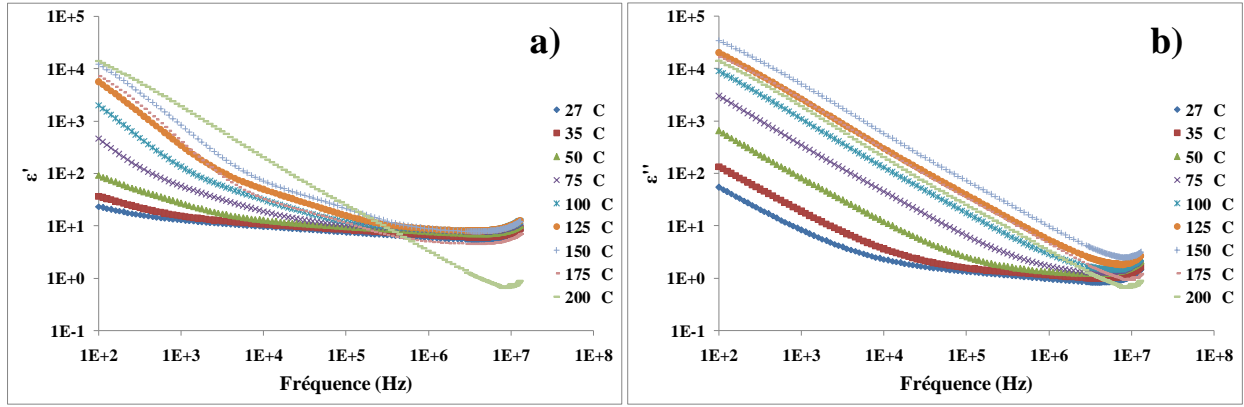 a)
1E+5
1E+4
1E+3
1E+2
1E+1
1E+0
1E-1
ε'
1E+2 1E+3 1E+4 1E+5 1E+6 1E+7 1E+8
Fréquence (Hz)
27 C
35 C
50 C
75 C
100 C
125 C
150 C
175 C
200 C
b)
1E+5
1E+4
1E+3
1E+2
1E+1
1E+0
1E-1
ε''
1E+2 1E+3 1E+4 1E+5 1E+6 1E+7 1E+8
Fréquence (Hz)
27 C
35 C
50 C
75 C
100 C
125 C
150 C
175 C
200 C